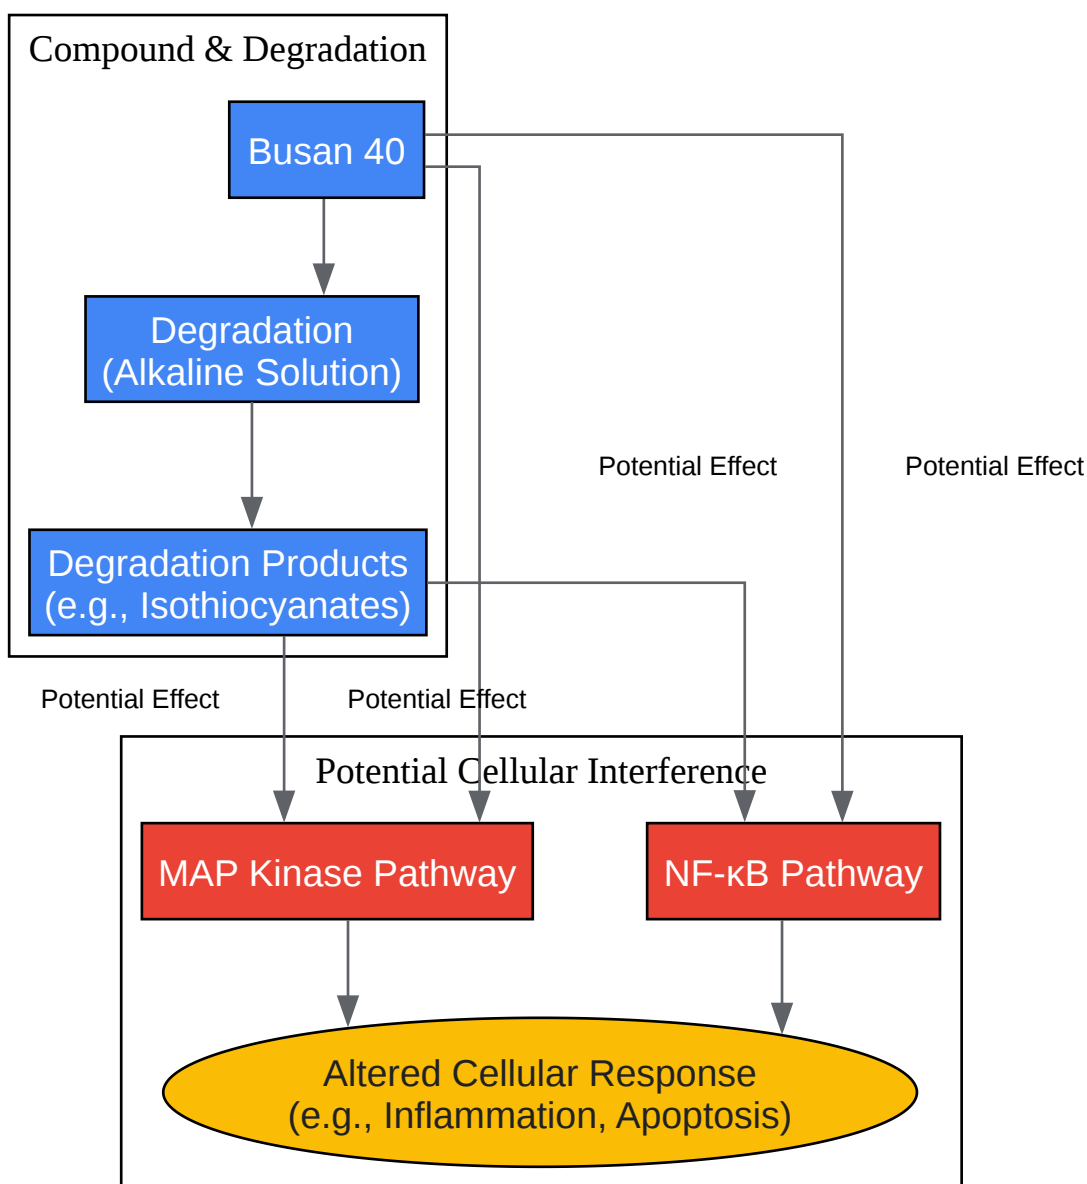 Compound & Degradation
Busan 40
Degradation
(Alkaline Solution)
Potential Effect
Potential Effect
Degradation Products
(e.g., Isothiocyanates)
Potential Effect
Potential Effect
Potential Cellular Interference
MAP Kinase Pathway
NF-κB Pathway
Altered Cellular Response
(e.g., Inflammation, Apoptosis)